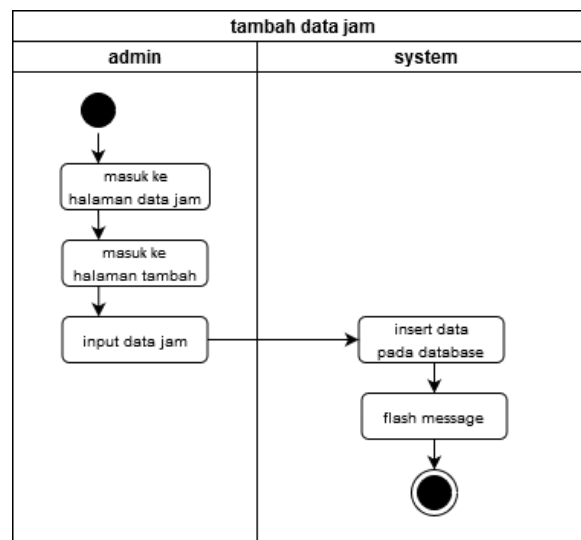 tambah data jam
admin
system
masuk ke
halaman data jam
masuk ke
halaman tambah
input data jam
insert data
pada database
flash message